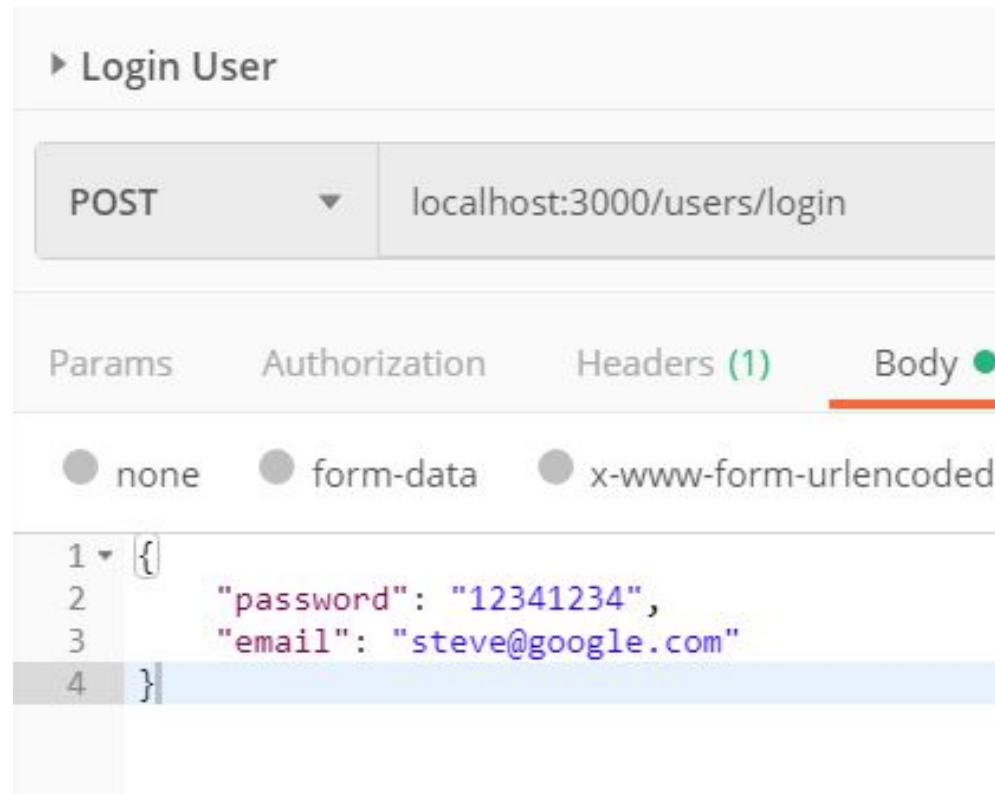 Login User
POST localhost:3000/users/login
Params Authorization Headers (1) Body
none form-data x-www-form-urlencoded
1 {
2 "password": "12341234",
3 "email": "steve@google.com"
4 }